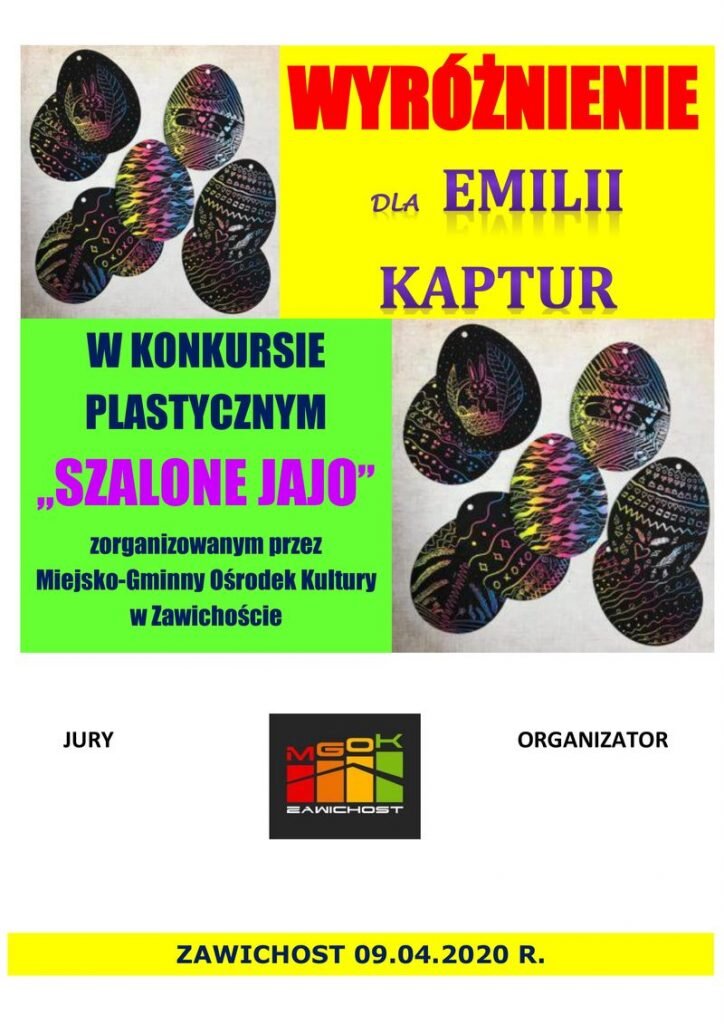 WYRÓŻNIENIE
DLA EMILII
KAPTUR
W KONKURSIE
PLASTYCZNYM
„SZALONE JAJO”
zorganizowanym przez
Miejsko-Gminny Ośrodek Kultury
w Zawichoście
JURY
ORGANIZATOR
MGOK
ZAWICHOST
ZAWICHOST 09.04.2020 R.